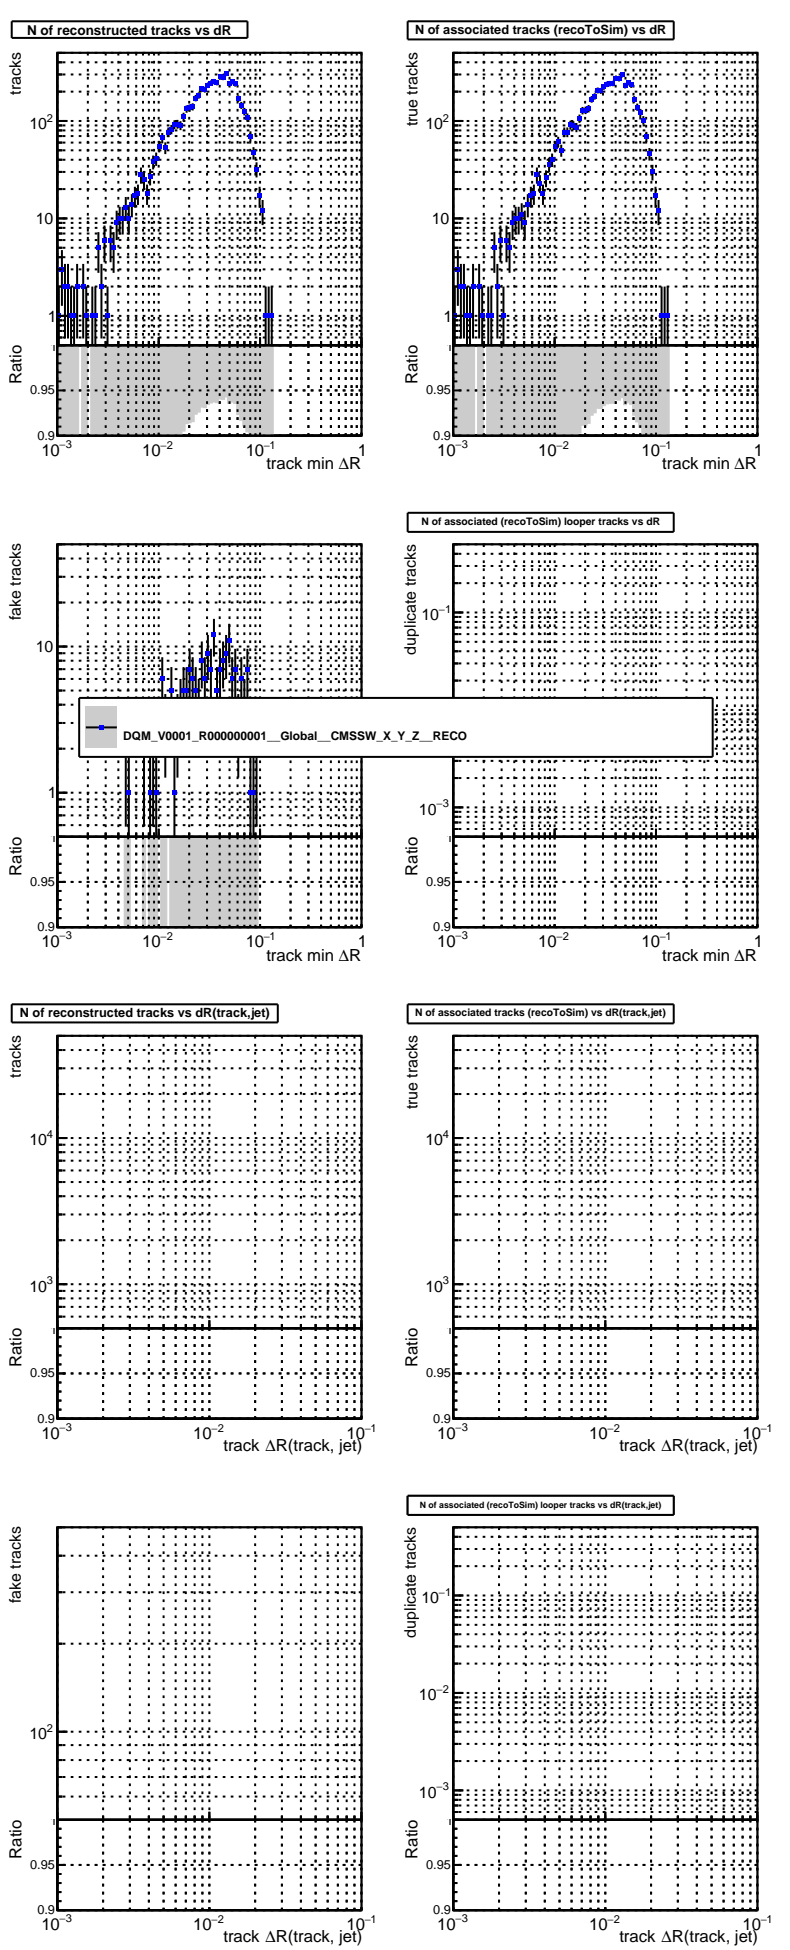 N of reconstructed tracks vs dR
tracks
10²
10
1
Ratio
0.95
0.9
10⁻³
10⁻²
10⁻¹
1
track min ΔR
N of associated tracks (recoToSim) vs dR
true tracks
10²
10
1
Ratio
0.95
0.9
10⁻³
10⁻²
10⁻¹
1
track min ΔR
fake tracks
10
1
Ratio
0.95
0.9
10⁻³
10⁻²
10⁻¹
1
track min ΔR
N of associated (recoToSim) looper tracks vs dR
duplicate tracks
10⁻¹
10⁻³
Ratio
0.95
0.9
10⁻³
10⁻²
10⁻¹
1
track min ΔR
DQM_V0001_R000000001__Global__CMSSW_X_Y_Z__RECO
N of reconstructed tracks vs dR(track,jet)
tracks
10⁴
10³
Ratio
0.95
0.9
10⁻³
10⁻²
10⁻¹
track ΔR(track, jet)
N of associated tracks (recoToSim) vs dR(track,jet)
true tracks
10⁴
10³
Ratio
0.95
0.9
10⁻³
10⁻²
10⁻¹
track ΔR(track, jet)
fake tracks
10²
Ratio
0.95
0.9
10⁻³
10⁻²
10⁻¹
track ΔR(track, jet)
N of associated (recoToSim) looper tracks vs dR(track,jet)
duplicate tracks
10⁻¹
10⁻²
10⁻³
Ratio
0.95
0.9
10⁻³
10⁻²
10⁻¹
track ΔR(track, jet)